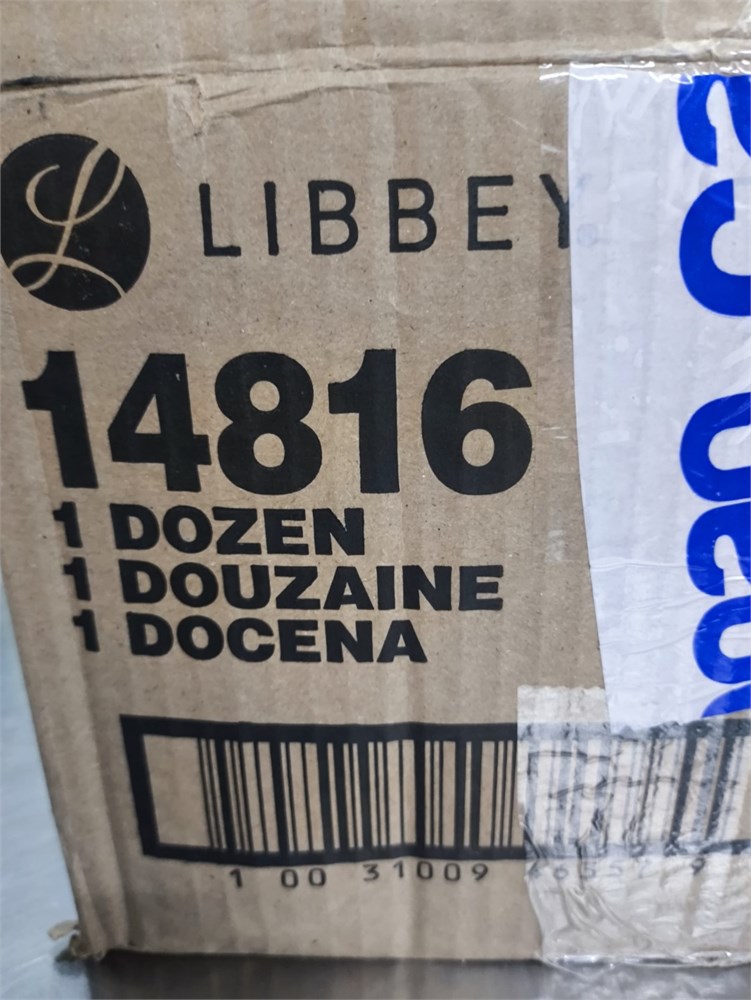 LIBBEY
14816
1 DOZEN
1 DOUZAINE
1 DOCENA
1 00 31009